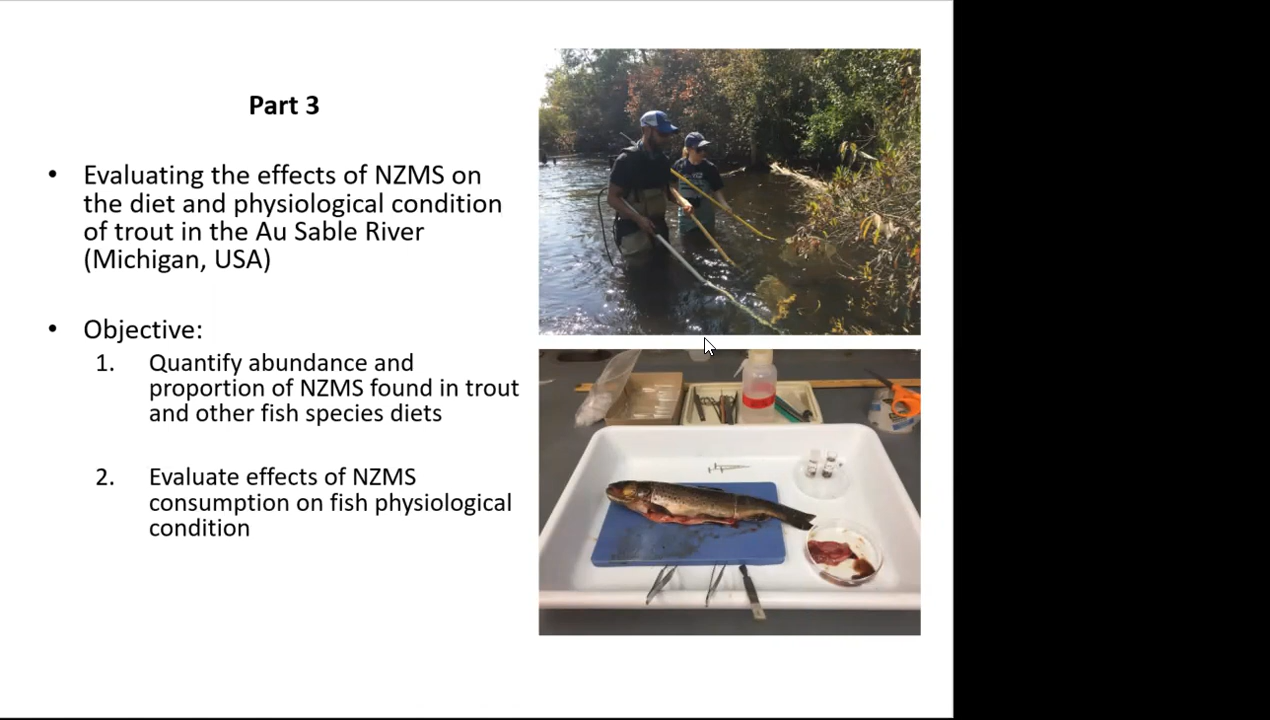 Part 3
• Evaluating the effects of NZMS on
the diet and physiological condition
of trout in the Au Sable River
(Michigan, USA)
• Objective:
1. Quantify abundance and
proportion of NZMS found in trout
and other fish species diets
2. Evaluate effects of NZMS
consumption on fish physiological
condition